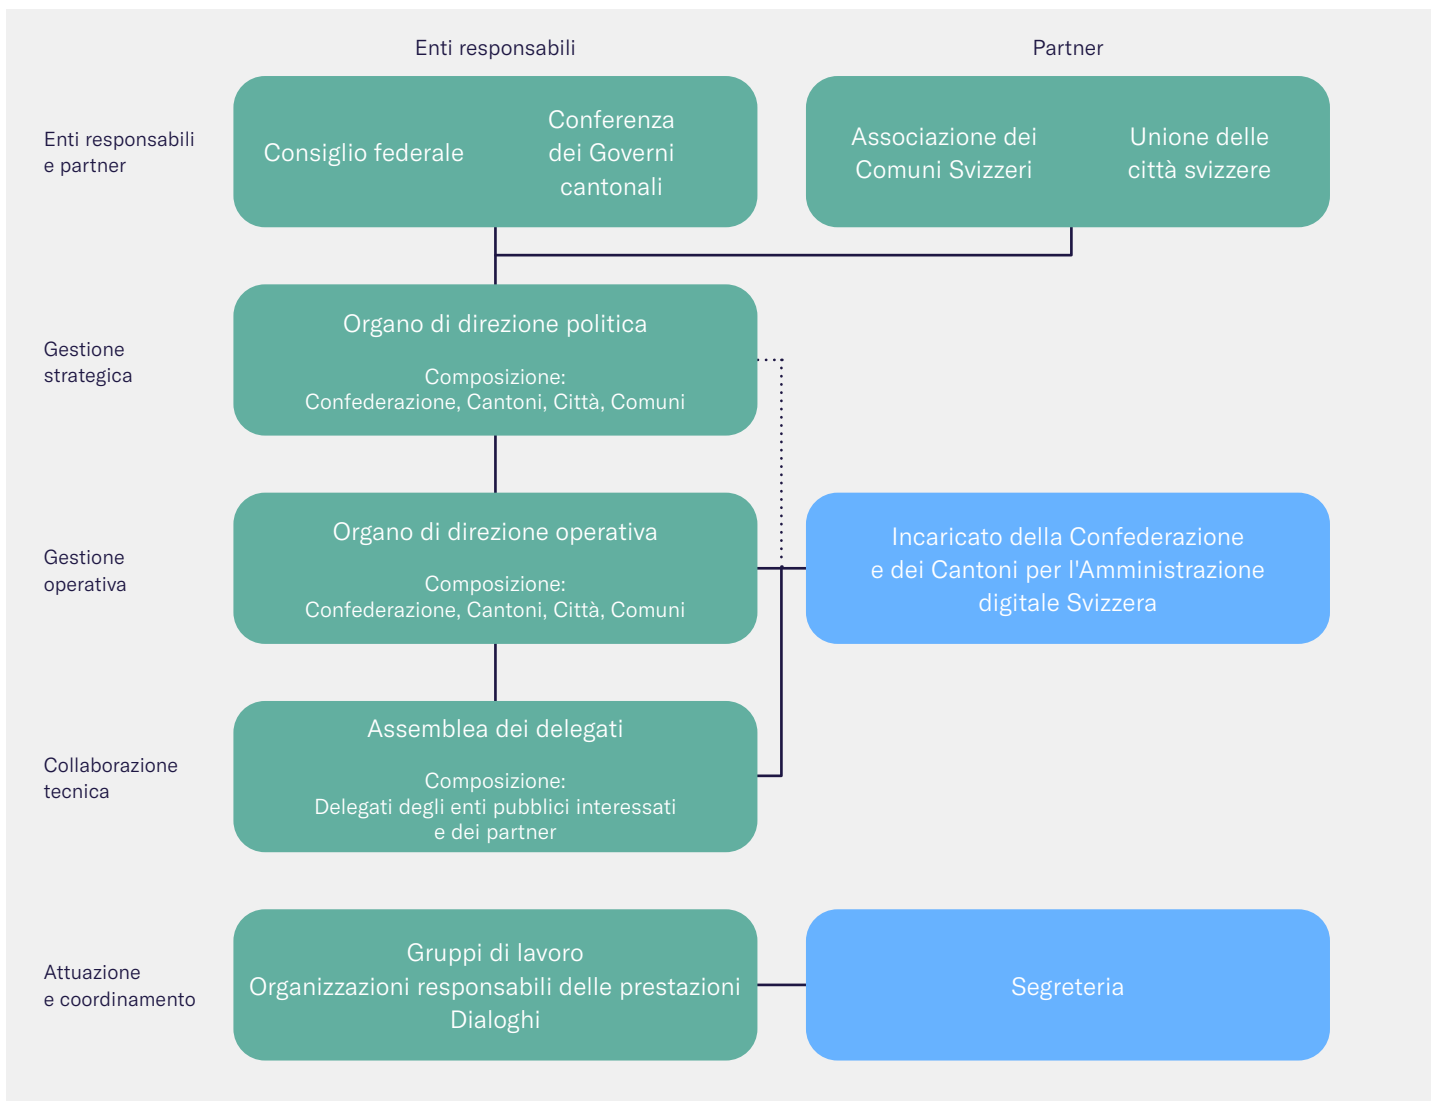 Enti responsabili
Partner
Enti responsabili
e partner
Consiglio federale
Conferenza
dei Governi
cantonali
Associazione dei
Comuni Svizzeri
Unione delle
città svizzere
Gestione
strategica
Organo di direzione politica
Composizione:
Confederazione, Cantoni, Città, Comuni
Gestione
operativa
Organo di direzione operativa
Composizione:
Confederazione, Cantoni, Città, Comuni
Incaricato della Confederazione
e dei Cantoni per l'Amministrazione
digitale Svizzera
Collaborazione
tecnica
Assemblea dei delegati
Composizione:
Delegati degli enti pubblici interessati
e dei partner
Attuazione
e coordinamento
Gruppi di lavoro
Organizzazioni responsabili delle prestazioni
Dialoghi
Segreteria